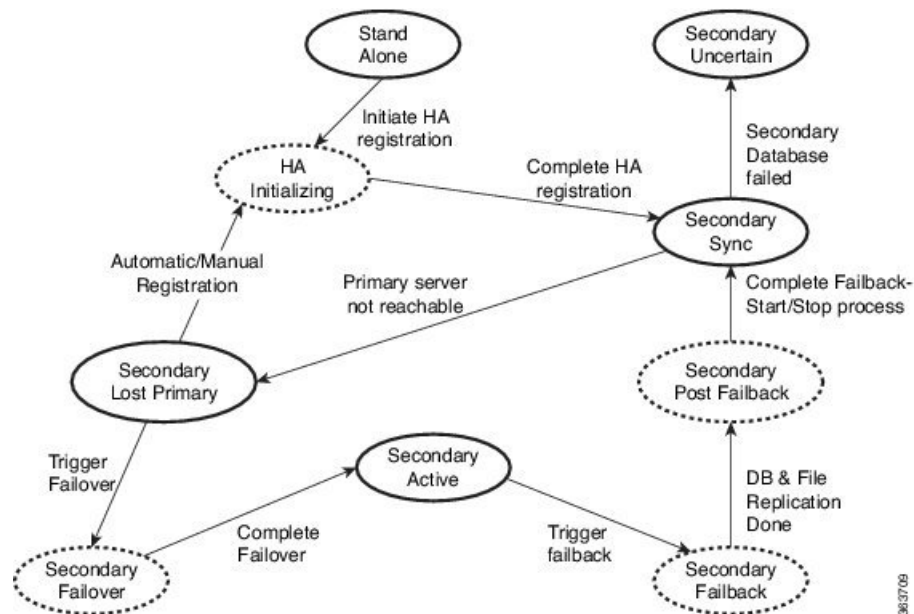 Stand
Alone
Secondary
Uncertain
Initiate HA
registration
HA
Initializing
Complete HA
registration
Secondary
Database
failed
Secondary
Sync
Automatic/Manual
Registration
Primary server
not reachable
Complete Failback-
Start/Stop process
Secondary
Lost Primary
Secondary
Post Failback
Trigger
Failover
Secondary
Active
DB & File
Replication
Done
Complete
Failover
Trigger
failback
Secondary
Failover
Secondary
Failback
363709